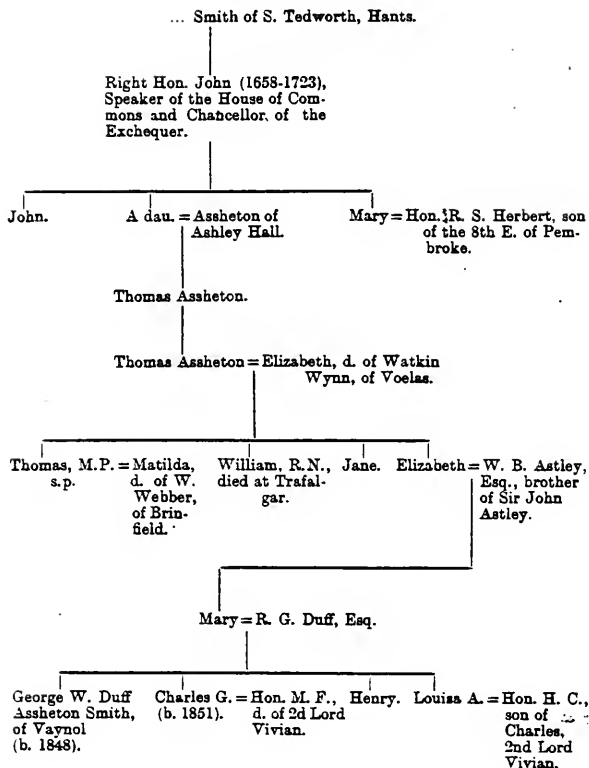 ... Smith of S. Tedworth, Hants.
Right Hon. John (1658-1723),
Speaker of the House of Com-
mons and Chancellor, of the
Exchequer.
John.
A dau. = Assheton of
Ashley Hall.
Mary = Hon. R. S. Herbert, son
of the 8th E. of Pem-
broke.
Thomas Assheton.
Thomas Assheton = Elizabeth, d. of Watkin
Wynn, of Voelas.
Thomas, M.P. = Matilda,
s.p.
d. of W.
Webber,
of Brin-
field.
William, R.N.,
died at Trafal-
gar.
Jane.
Elizabeth = W. B. Astley,
Esq., brother
of Sir John
Astley.
Mary = R. G. Duff, Esq.
George W. Duff
Assheton Smith,
of Vaynol
(b. 1848).
Charles G. = Hon. M. F.,
(b. 1851).
d. of 2d Lord
Vivian.
Henry.
Louisa A. = Hon. H. C.,
son of
Charles,
2nd Lord
Vivian.